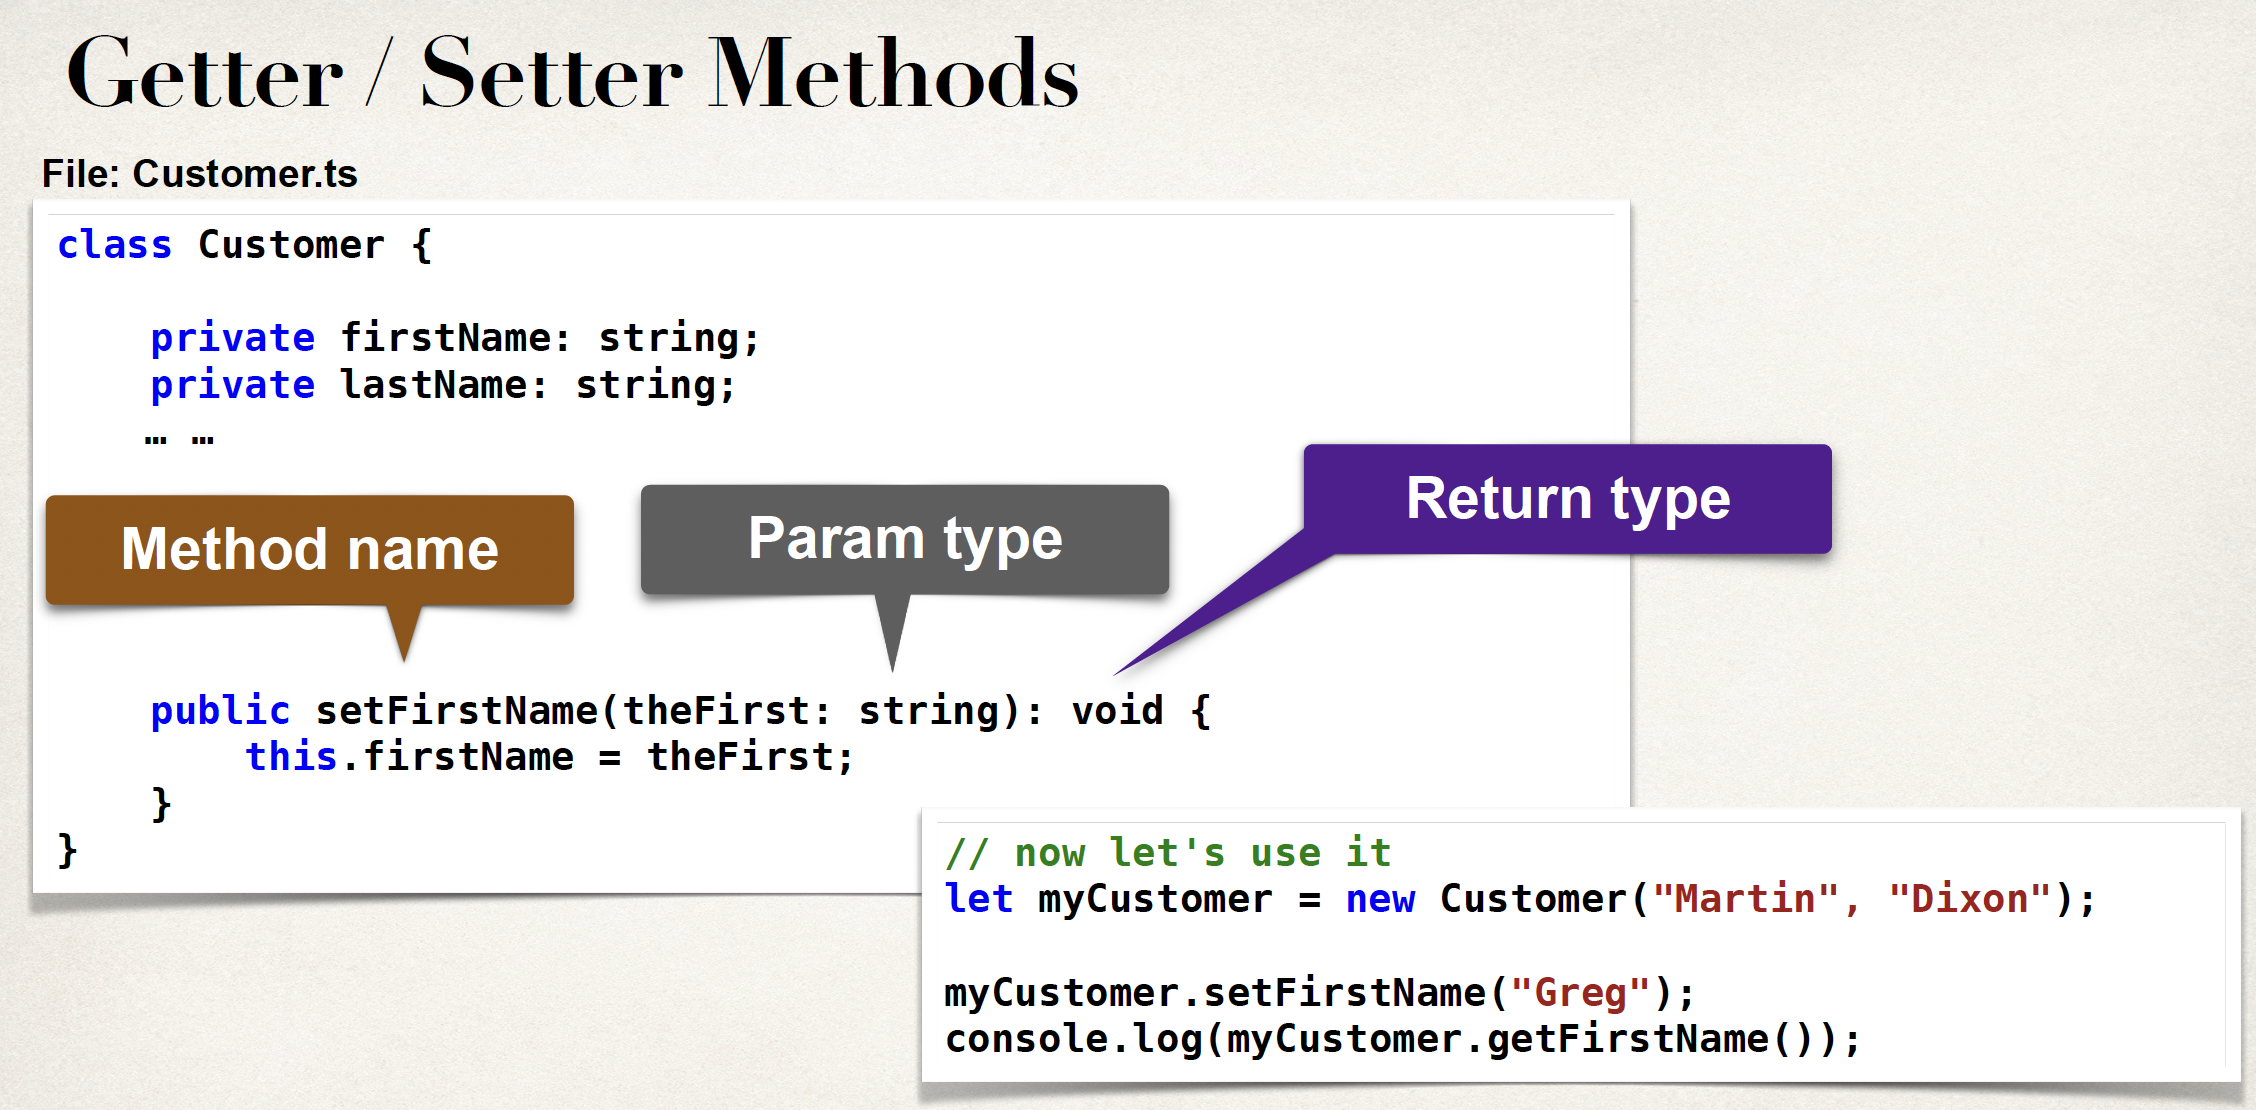 Getter / Setter Methods
File: Customer.ts
class Customer {
private firstName: string;
private lastName: string;
… …
Method name
Param type
Return type
public setFirstName(theFirst: string): void {
this.firstName = theFirst;
}
}
// now let's use it
let myCustomer = new Customer("Martin", "Dixon");
myCustomer.setFirstName("Greg");
console.log(myCustomer.getFirstName());